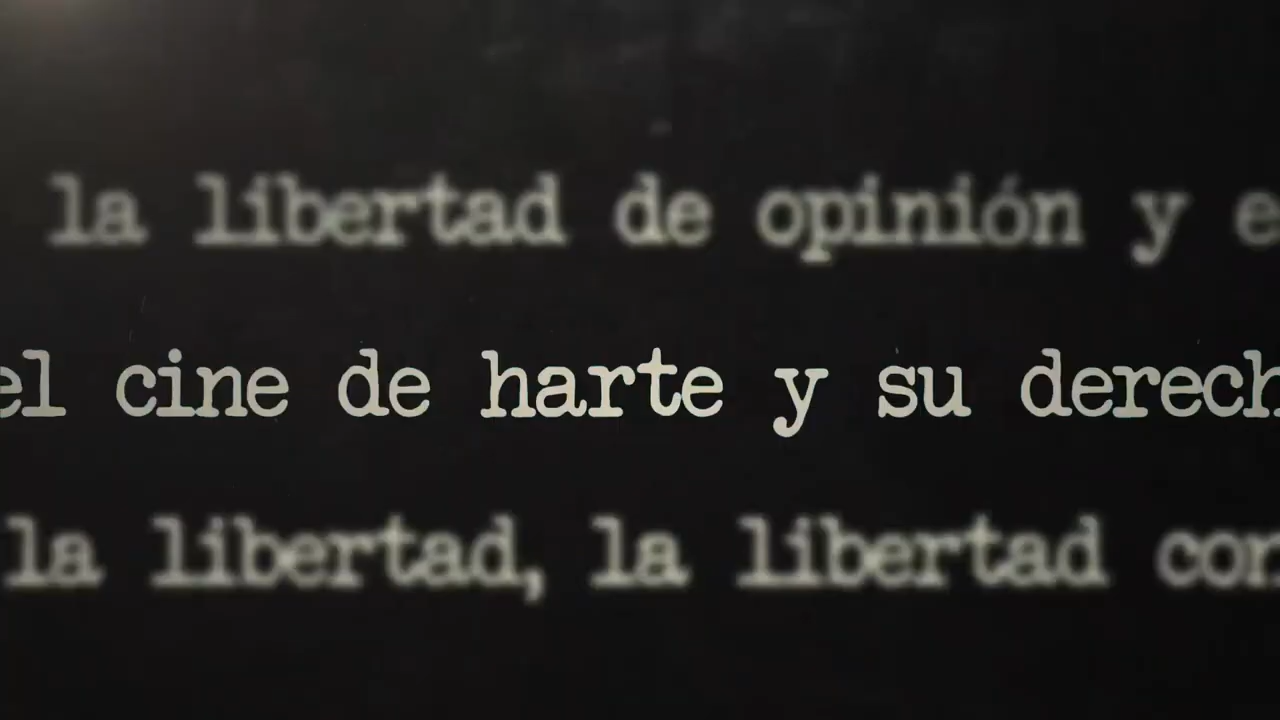 la libertad de opinión y e
el cine de harte y su derech
la libertad, la libertad con